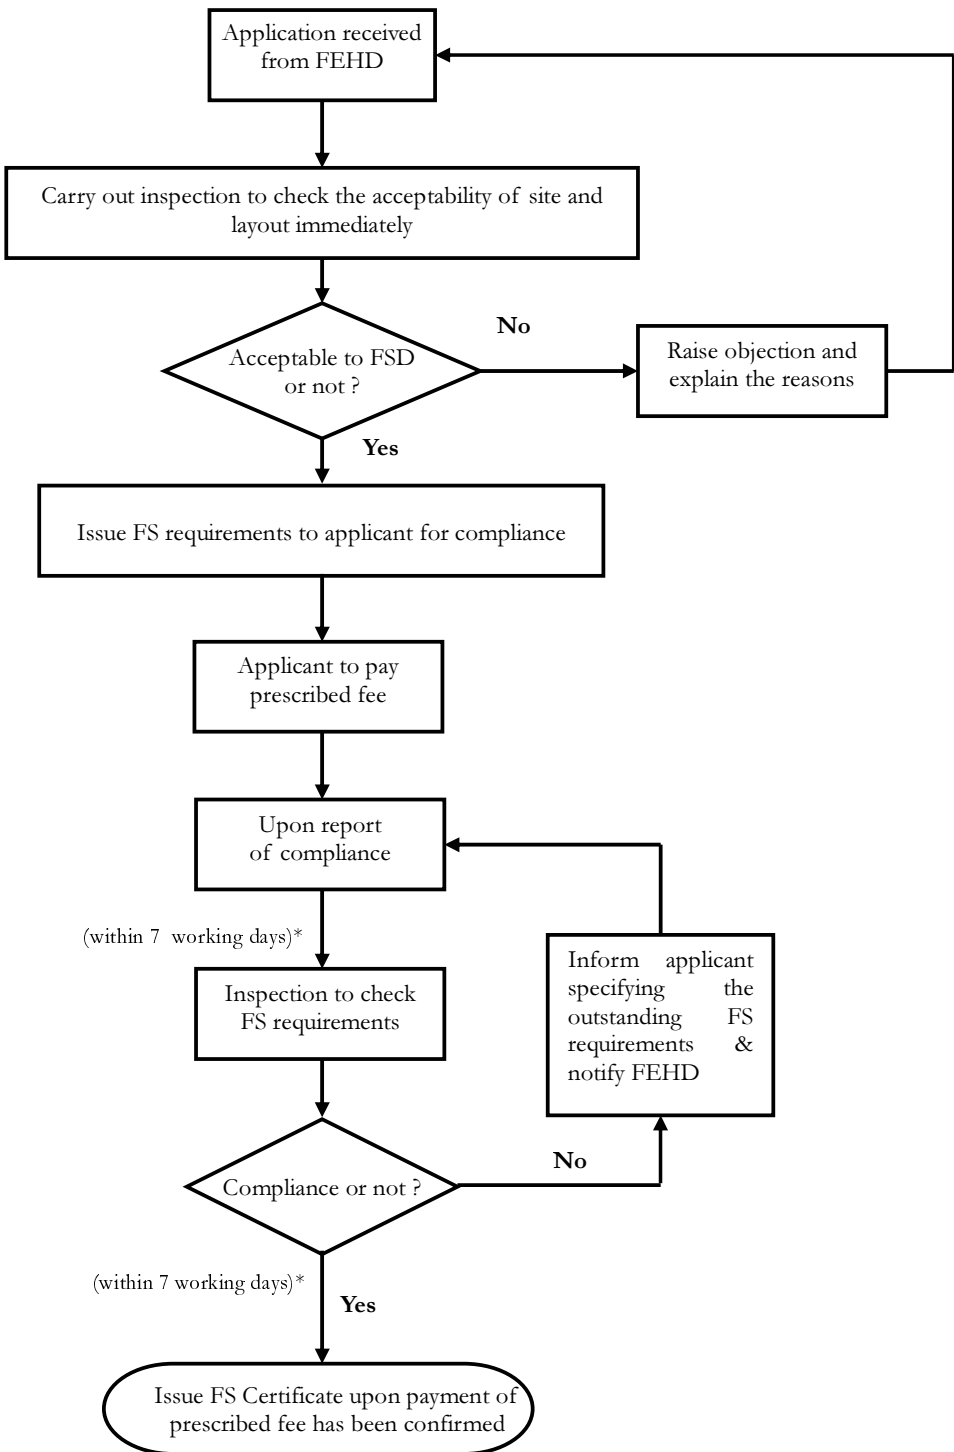 Application received
from FEHD
Carry out inspection to check the acceptability of site and
layout immediately
No
Acceptable to FSD
or not ?
Raise objection and
explain the reasons
Yes
Issue FS requirements to applicant for compliance
Applicant to pay
prescribed fee
Upon report
of compliance
(within 7 working days)*
Inspection to check
FS requirements
Inform applicant
specifying the
outstanding FS
requirements &
notify FEHD
No
Compliance or not ?
(within 7 working days)*
Yes
Issue FS Certificate upon payment of
prescribed fee has been confirmed